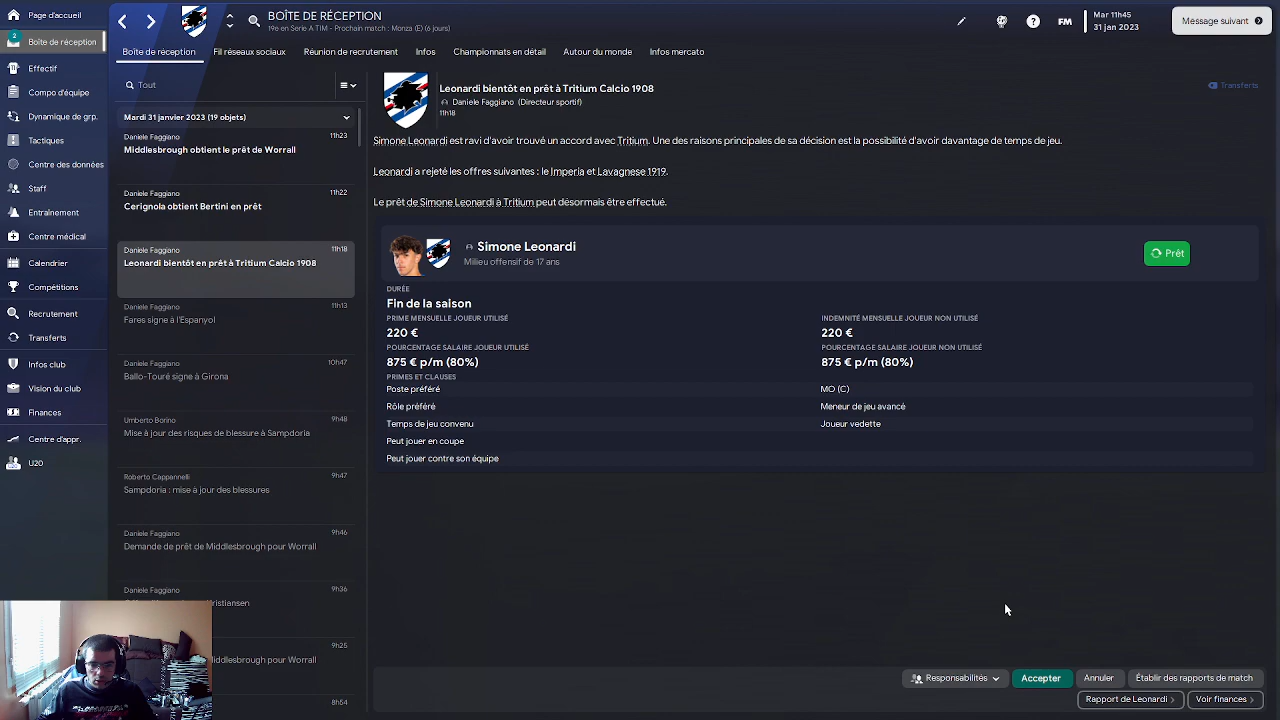 Accueil
2
Boîte de réception
Effectif
Compo d'équipe
Dynamique de grp.
Tactiques
Centre des données
Staff
Entraînement
Centre médical
Calendrier
Compétitions
Recrutement
Transferts
Infos club
Vision du club
Finances
Centre d'appr.
U20
U20
BOÎTE DE RÉCEPTION
19e en Serie A TIM - Prochain match : Monza (E) (6 jours)
FM
Mar 11h45
31 jan 2023
Message suivant
Boîte de réception
Fil réseaux sociaux
Réunion de recrutement
Infos
Championnats en détail
Autour du monde
Infos mercato
Tout
Mardi 31 janvier 2023 (19 objets)
Daniele Faggiano 11h23
Middlesbrough obtient le prêt de Worrall
Daniele Faggiano 11h22
Cerignola obtient Bertini en prêt
Daniele Faggiano 11h18
Leonardi bientôt en prêt à Tritium Calcio 1908
Daniele Faggiano 11h13
Fares signe à l'Espanyol
Daniele Faggiano 10h47
Ballo-Touré signe à Girona
Umberto Borino 9h48
Mise à jour des risques de blessure à Sampdoria
Roberto Cappannelli 9h47
Sampdoria : mise à jour des blessures
Daniele Faggiano 9h46
Demande de prêt de Middlesbrough pour Worrall
Daniele Faggiano 9h36
ristiansen
9h25
iddlesbrough pour Worrall
8h54
Leonardi bientôt en prêt à Tritium Calcio 1908
Daniele Faggiano (Directeur sportif)
11h18
Transferts
Simone Leonardi est ravi d'avoir trouvé un accord avec Tritium. Une des raisons principales de sa décision est la possibilité d'avoir davantage de temps de jeu.
Leonardi a rejeté les offres suivantes : le Imperia et Lavagnese 1919.
Le prêt de Simone Leonardi à Tritium peut désormais être effectué.
Simone Leonardi
Milieu offensif de 17 ans
Prêt
DURÉE
Fin de la saison
PRIME MENSUELLE JOUEUR UTILISÉ
INDEMNITÉ MENSUELLE JOUEUR NON UTILISÉ
220 €
220 €
POURCENTAGE SALAIRE JOUEUR UTILISÉ
POURCENTAGE SALAIRE JOUEUR NON UTILISÉ
875 € p/m (80%)
875 € p/m (80%)
PRIMES ET CLAUSES
Poste préféré MO (C)
Rôle préféré Meneur de jeu avancé
Temps de jeu convenu Joueur vedette
Peut jouer en coupe
Peut jouer contre son équipe
Responsabilités
Accepter
Annuler
Établir des rapports de match
Rapport de Leonardi
Voir finances